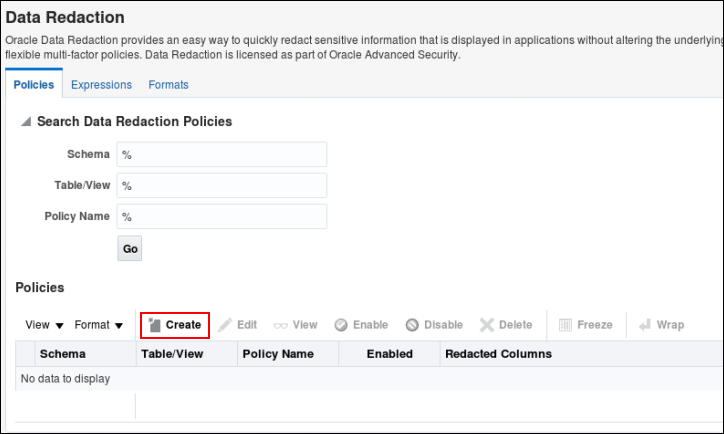 Data Redaction
Oracle Data Redaction provides an easy way to quickly redact sensitive information that is displayed in applications without altering the underlying
flexible multi-factor policies. Data Redaction is licensed as part of Oracle Advanced Security.
Policies Expressions Formats
Search Data Redaction Policies
Schema %
Table/View %
Policy Name %
Go
Policies
View Format Create Edit View Enable Disable Delete Freeze Wrap
Schema Table/View Policy Name Enabled Redacted Columns
No data to display